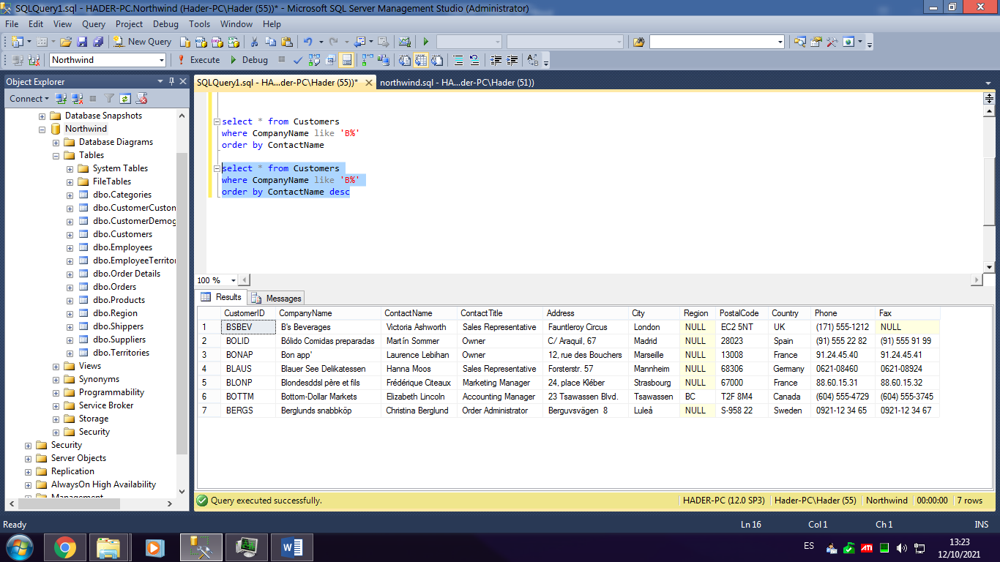 SQLQuery1.sql - HADER-PC.Northwind (Hader-PC\Hader (55))* - Microsoft SQL Server Management Studio (Administrator)
File Edit View Query Project Debug Tools Window Help
New Query
Northwind Execute Debug
Object Explorer
Connect
Database Snapshots
Northwind
Database Diagrams
Tables
System Tables
FileTables
dbo.Categories
dbo.CustomerCuston
dbo.CustomerDemog
dbo.Customers
dbo.Employees
dbo.EmployeeTerrito
dbo.Order Details
dbo.Orders
dbo.Products
dbo.Region
dbo.Shippers
dbo.Suppliers
dbo.Territories
Views
Synonyms
Programmability
Service Broker
Storage
Security
Security
Server Objects
Replication
AlwaysOn High Availability
Management
SQLQuery1.sql - HA...der-PC\Hader (55))* northwind.sql - HA...der-PC\Hader (51))
select * from Customers
where CompanyName like 'B%'
order by ContactName
select * from Customers
where CompanyName like 'B%'
order by ContactName desc
100 %
Results Messages
CustomerID CompanyName ContactName ContactTitle Address City Region PostalCode Country Phone Fax
1 BSBEV B's Beverages Victoria Ashworth Sales Representative Fauntleroy Circus London NULL EC2 5NT UK (171) 555-1212 NULL
2 BOLID Bólido Comidas preparadas Martín Sommer Owner C/ Araquil, 67 Madrid NULL 28023 Spain (91) 555 22 82 (91) 555 91 99
3 BONAP Bon app' Laurence Lebihan Owner 12, rue des Bouchers Marseille NULL 13008 France 91.24.45.40 91.24.45.41
4 BLAUS Blauer See Delikatessen Hanna Moos Sales Representative Forsterstr. 57 Mannheim NULL 68306 Germany 0621-08460 0621-08924
5 BLONP Blondesddsl père et fils Frédérique Citeaux Marketing Manager 24, place Kléber Strasbourg NULL 67000 France 88.60.15.31 88.60.15.32
6 BOTTM Bottom-Dollar Markets Elizabeth Lincoln Accounting Manager 23 Tsawassen Blvd. Tsawassen BC T2F 8M4 Canada (604) 555-4729 (604) 555-3745
7 BERGS Berglunds snabbköp Christina Berglund Order Administrator Berguvsvägen 8 Luleå NULL S-958 22 Sweden 0921-12 34 65 0921-12 34 67
Query executed successfully. HADER-PC (12.0 SP3) Hader-PC\Hader (55) Northwind 00:00:00 7 rows
Ready Ln 16 Col 1 Ch 1 INS
ES ATI 13:23
12/10/2021